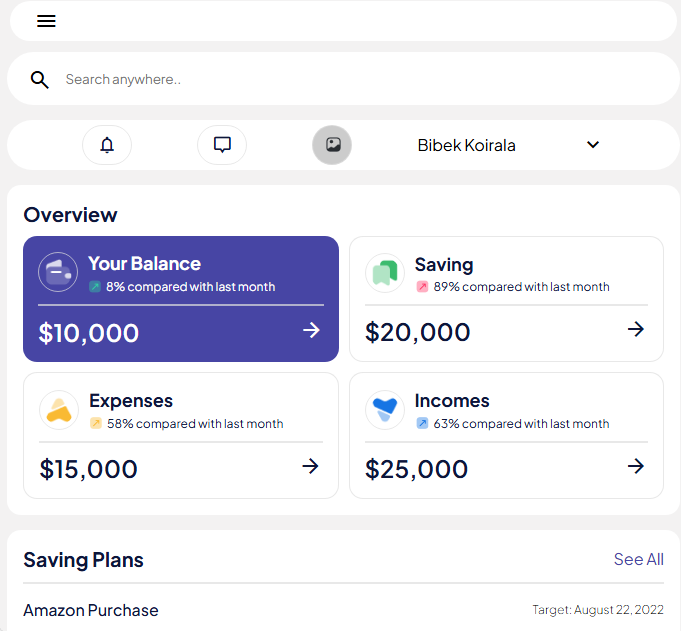 Search anywhere..
Bibek Koirala
Overview
Your Balance
8% compared with last month
$10,000
Saving
89% compared with last month
$20,000
Expenses
58% compared with last month
$15,000
Incomes
63% compared with last month
$25,000
Saving Plans
See All
Amazon Purchase
Target: August 22, 2022